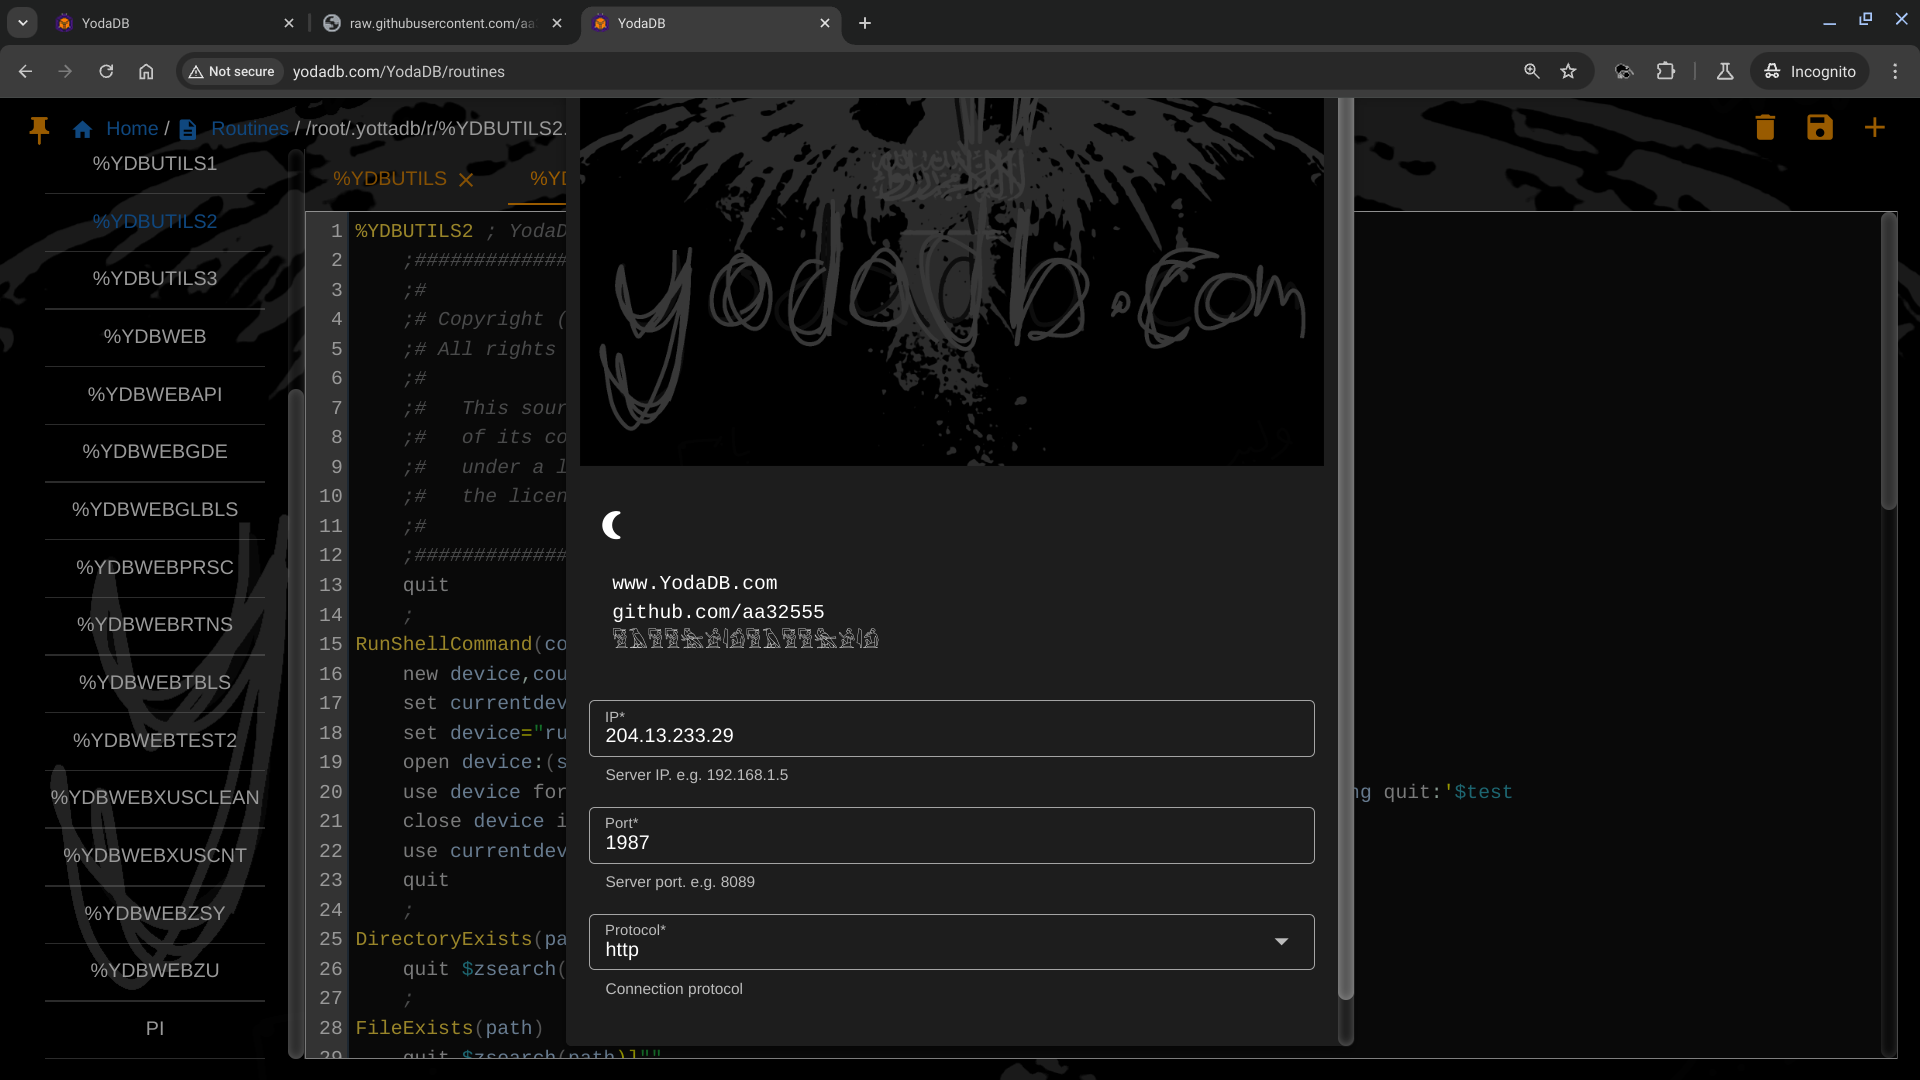 YodaDB
raw.githubusercontent.com/aa
YodaDB
Not secure
yodadb.com/YodaDB/routines
Incognito
Home / Routines / /root/.yottadb/r/%YDBUTILS2.
%YDBUTILS1
%YDBUTILS2
%YDBUTILS3
%YDBWEB
%YDBWEBAPI
%YDBWEBGDE
%YDBWEBGLBLS
%YDBWEBPRSC
%YDBWEBRTNS
%YDBWEBTBLS
%YDBWEBTEST2
%YDBWEBXUSCLEAN
%YDBWEBXUSCNT
%YDBWEBZSY
%YDBWEBZU
PI
%YDBUTILS
%YD
1 %YDBUTILS2 ; YodaD
2 ;#############
3 ;#
4 ;# Copyright (
5 ;# All rights
6 ;#
7 ;# This sour
8 ;# of its co
9 ;# under a l
10 ;# the licen
11 ;#
12 ;#############
13 quit
14 ;
15 RunShellCommand(co
16 new device,cou
17 set currentdev
18 set device="ru
19 open device:(s
20 use device for
ng quit:'$test
21 close device i
22 use currentdev
23 quit
24 ;
25 DirectoryExists(pa
26 quit $zsearch(
27 ;
28 FileExists(path)
29 quit $zsearch(path)]""
yodadb.com
www.YodaDB.com
github.com/aa32555
IP*
204.13.233.29
Server IP. e.g. 192.168.1.5
Port*
1987
Server port. e.g. 8089
Protocol*
http
Connection protocol